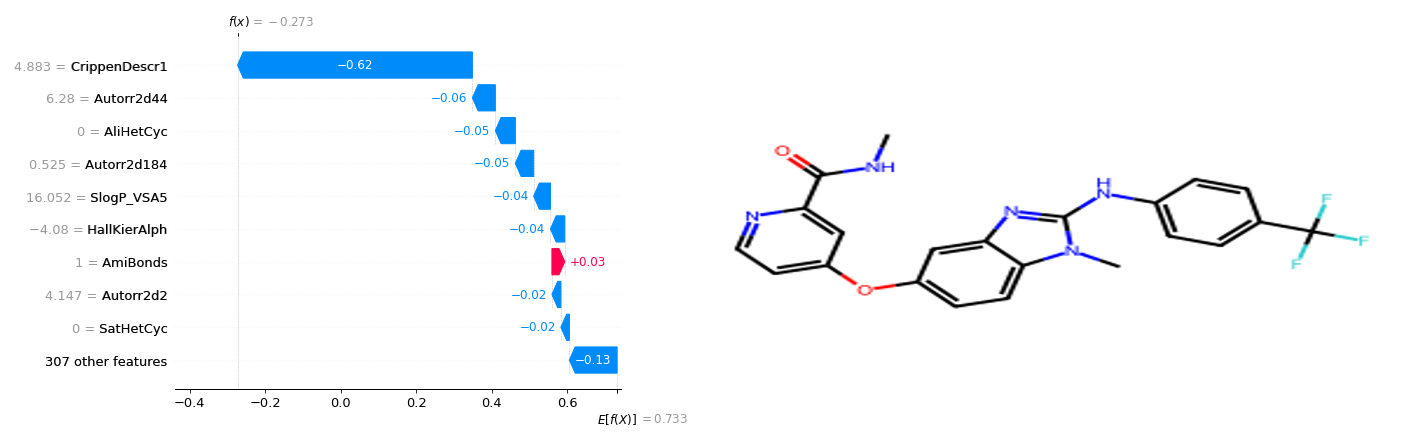 f(x) = −0.273
4.883 = CrippenDescr1
−0.62
6.28 = Autorr2d44
−0.06
0 = AliHetCyc
−0.05
0.525 = Autorr2d184
−0.05
16.052 = SlogP_VSA5
−0.04
−4.08 = HallKierAlph
−0.04
1 = AmiBonds
+0.03
4.147 = Autorr2d2
−0.02
0 = SatHetCyc
−0.02
307 other features
−0.13
−0.4 −0.2 0.0 0.2 0.4 0.6
E[f(X)] = 0.733
O
NH
N
O
N
N
H
N
F
F
F